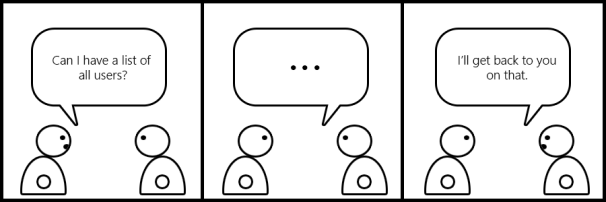 Can I have a list of
all users?
...
I'll get back to you
on that.